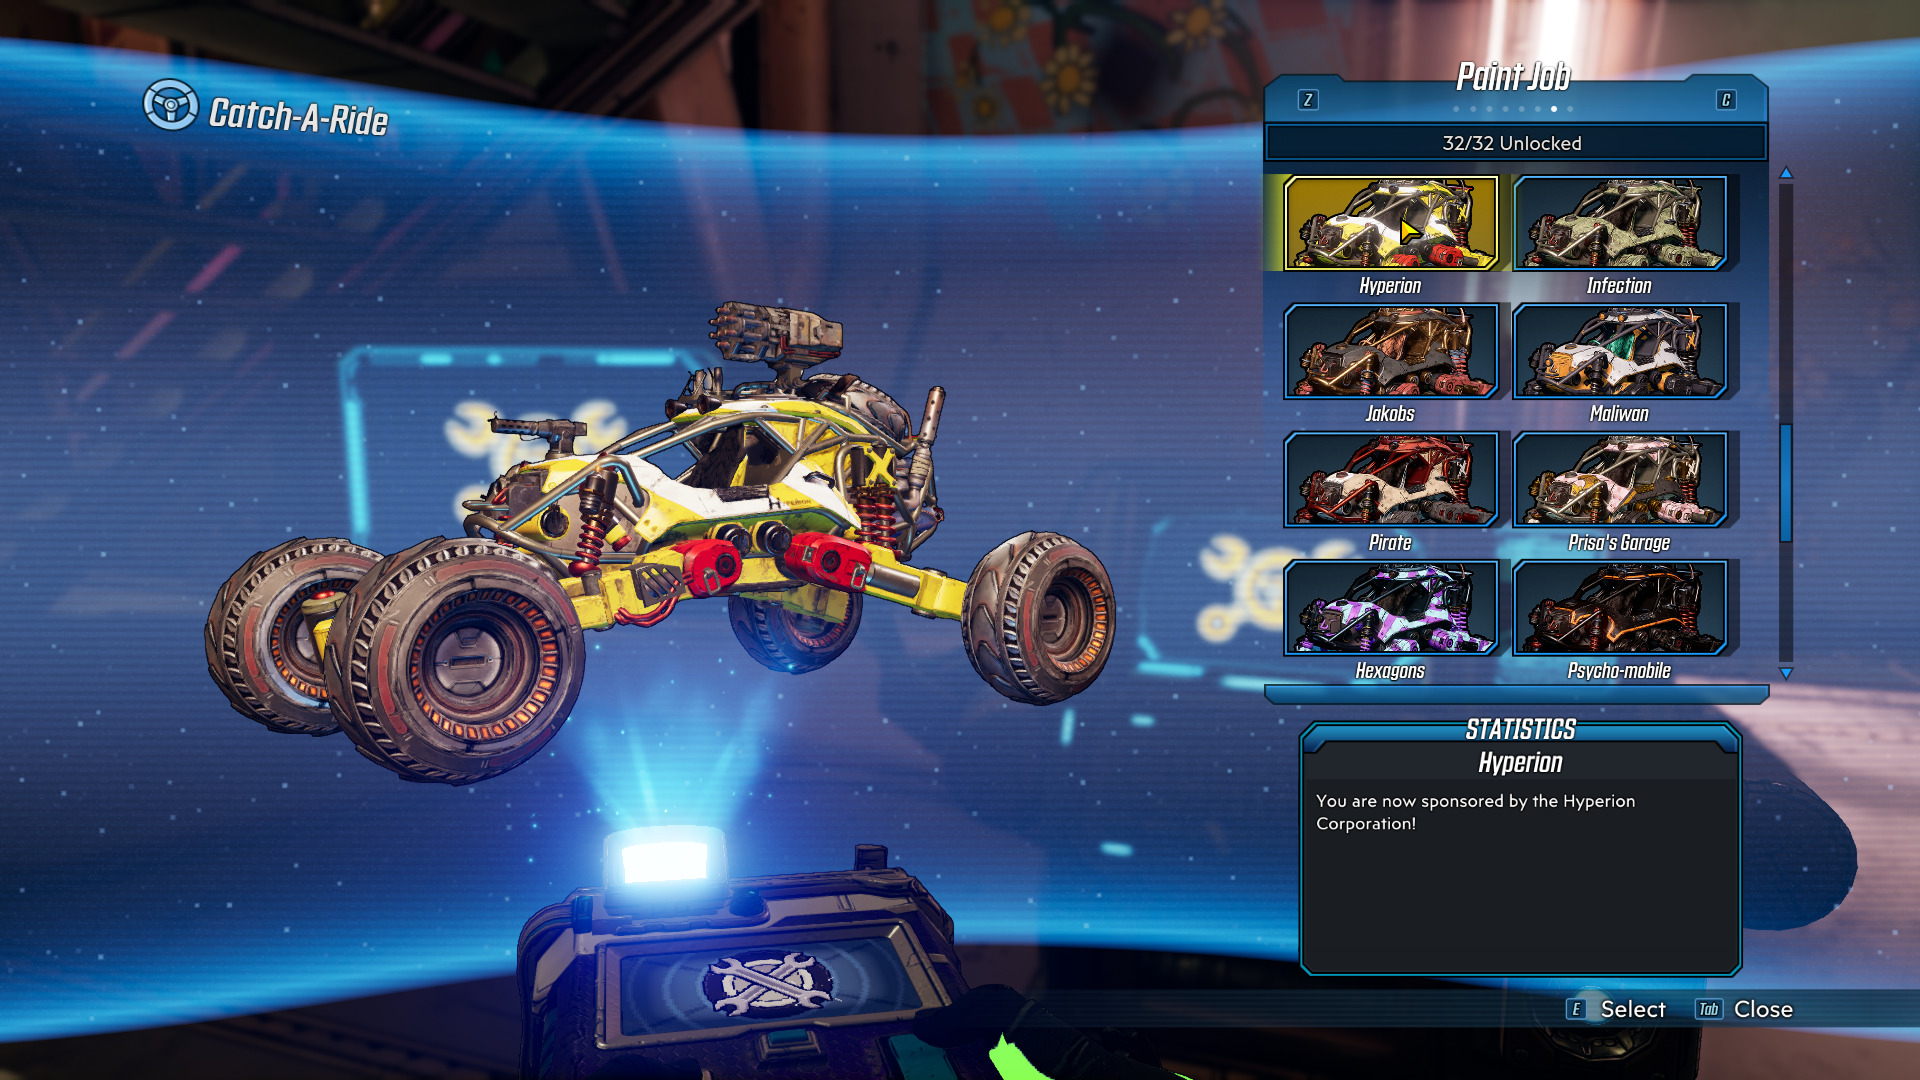 Catch-A-Ride
Paint Job
Z
C
32/32 Unlocked
Hyperion
Infection
Jakobs
Maliwan
Pirate
Prisa's Garage
Hexagons
Psycho-mobile
STATISTICS
Hyperion
You are now sponsored by the Hyperion
Corporation!
E Select
Tab Close